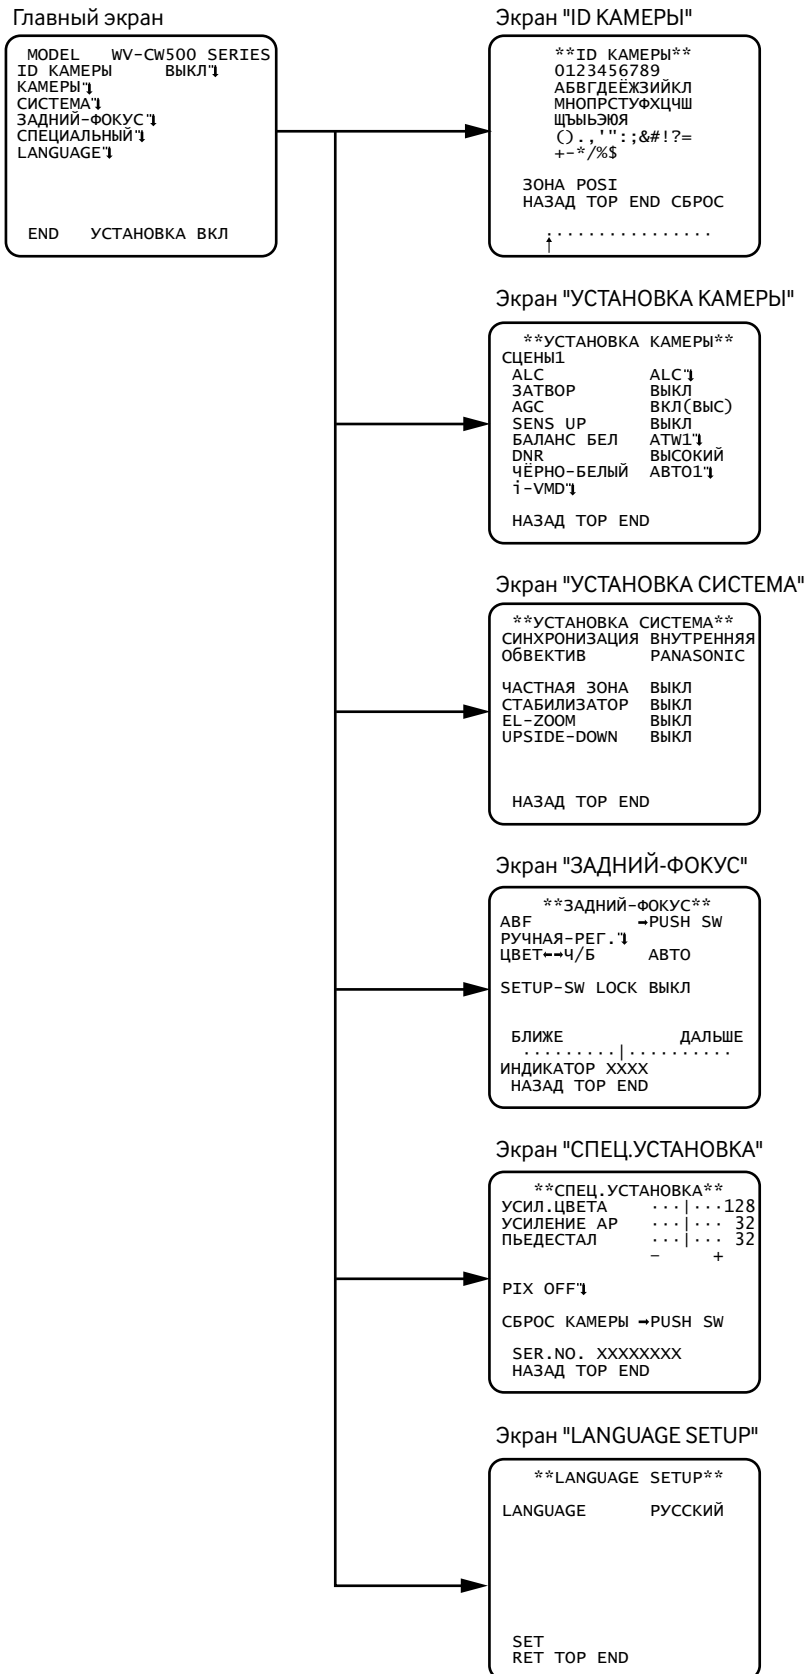 Главный экран
MODEL WV-CW500 SERIES
ID КАМЕРЫ ВЫКЛ
КАМЕРЫ
СИСТЕМА
ЗАДНИЙ-ФОКУС
СПЕЦИАЛЬНЫЙ
LANGUAGE
END УСТАНОВКА ВКЛ
Экран "ID КАМЕРЫ"
**ID КАМЕРЫ**
0123456789
АБВГДЕЁЖЗИЙКЛ
МНОПРСТУФХЦЧШ
ЩЪЫЬЭЮЯ
().,'":;&#!?=
+-*/%$
ЗОНА POSI
НАЗАД TOP END СБРОС
................
Экран "УСТАНОВКА КАМЕРЫ"
**УСТАНОВКА КАМЕРЫ**
СЦЕНЫ1
ALC ALC
ЗАТВОР ВЫКЛ
AGC ВКЛ(ВЫС)
SENS UP ВЫКЛ
БАЛАНС БЕЛ ATW1
DNR ВЫСОКИЙ
ЧЁРНО-БЕЛЫЙ АВТО1
i-VMD
НАЗАД TOP END
Экран "УСТАНОВКА СИСТЕМА"
**УСТАНОВКА СИСТЕМА**
СИНХРОНИЗАЦИЯ ВНУТРЕННЯЯ
ОбВЕКТИВ PANASONIC
ЧАСТНАЯ ЗОНА ВЫКЛ
СТАБИЛИЗАТОР ВЫКЛ
EL-ZOOM ВЫКЛ
UPSIDE-DOWN ВЫКЛ
НАЗАД TOP END
Экран "ЗАДНИЙ-ФОКУС"
**ЗАДНИЙ-ФОКУС**
ABF →PUSH SW
РУЧНАЯ-РЕГ.
ЦВЕТ←→Ч/Б АВТО
SETUP-SW LOCK ВЫКЛ
БЛИЖЕ ДАЛЬШЕ
.........|..........
ИНДИКАТОР XXXX
НАЗАД TOP END
Экран "СПЕЦ.УСТАНОВКА"
**СПЕЦ.УСТАНОВКА**
УСИЛ.ЦВЕТА ···|···128
УСИЛЕНИЕ AP ···|··· 32
ПЬЕДЕСТАЛ ···|··· 32
- +
PIX OFF
СБРОС КАМЕРЫ →PUSH SW
SER.NO. XXXXXXXX
НАЗАД TOP END
Экран "LANGUAGE SETUP"
**LANGUAGE SETUP**
LANGUAGE РУССКИЙ
SET
RET TOP END